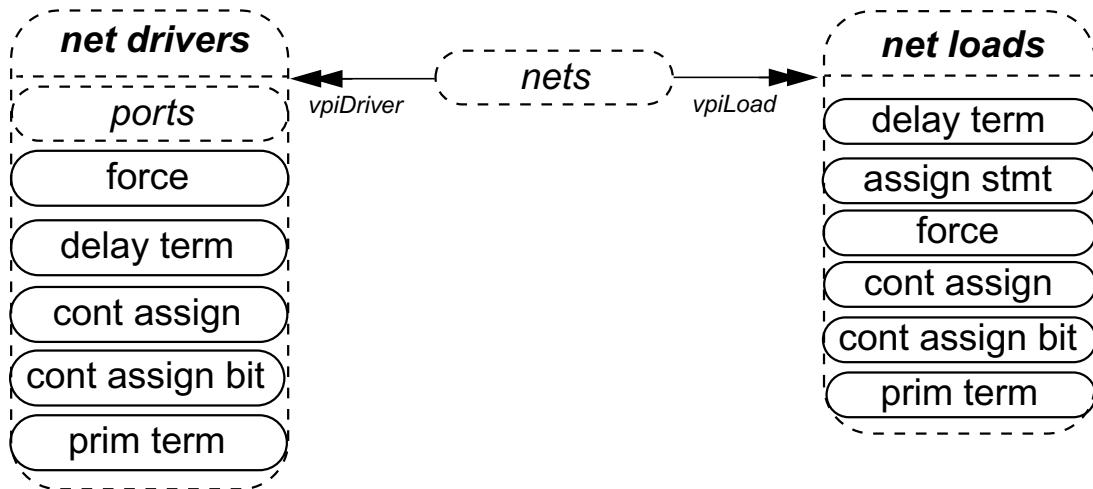 net drivers
ports
force
delay term
cont assign
cont assign bit
prim term
vpiDriver
nets
vpiLoad
net loads
delay term
assign stmt
force
cont assign
cont assign bit
prim term